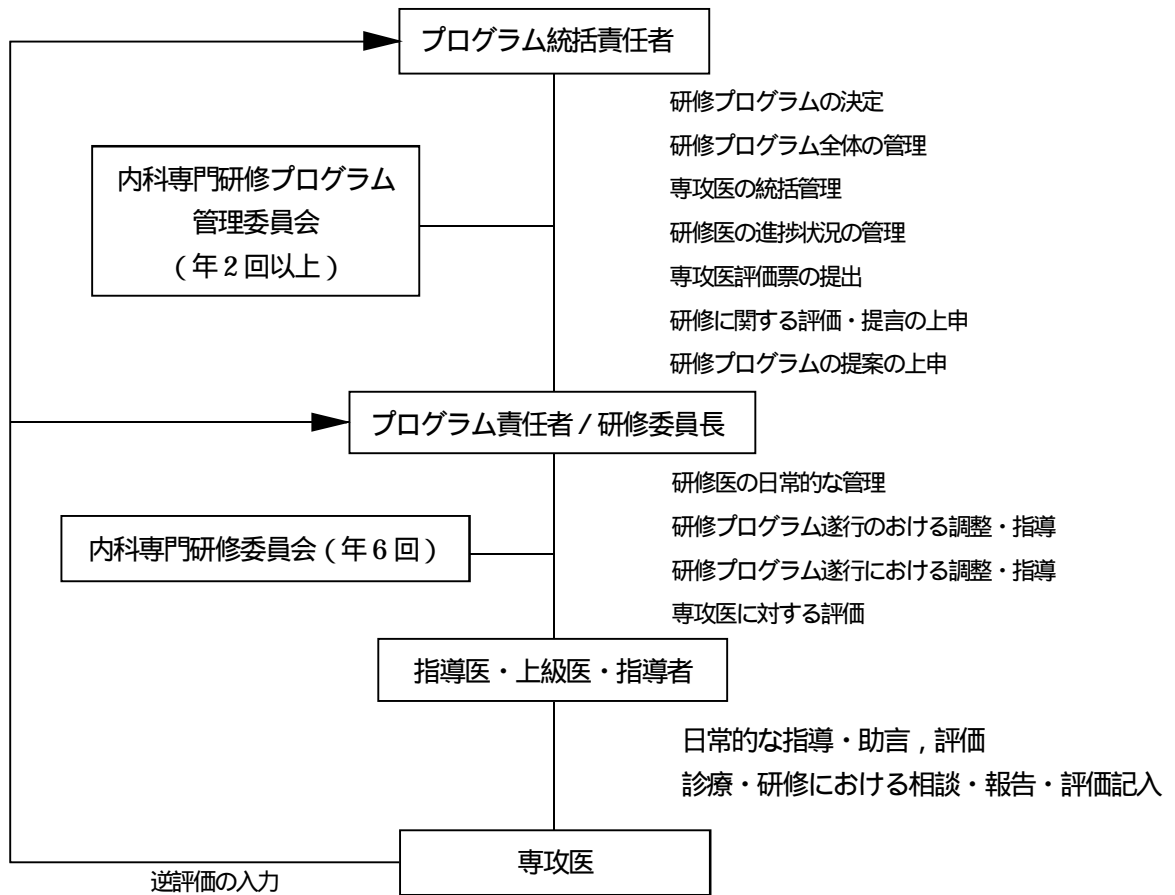 プログラム統括責任者
研修プログラムの決定
研修プログラム全体の管理
専攻医の統括管理
研修医の進捗状況の管理
専攻医評価票の提出
研修に関する評価・提言の上申
研修プログラムの提案の上申
内科専門研修プログラム
管理委員会
(年2回以上)
プログラム責任者/研修委員長
研修医の日常的な管理
研修プログラム遂行のおける調整・指導
研修プログラム遂行における調整・指導
専攻医に対する評価
内科専門研修委員会(年6回)
指導医・上級医・指導者
日常的な指導・助言,評価
診療・研修における相談・報告・評価記入
専攻医
逆評価の入力